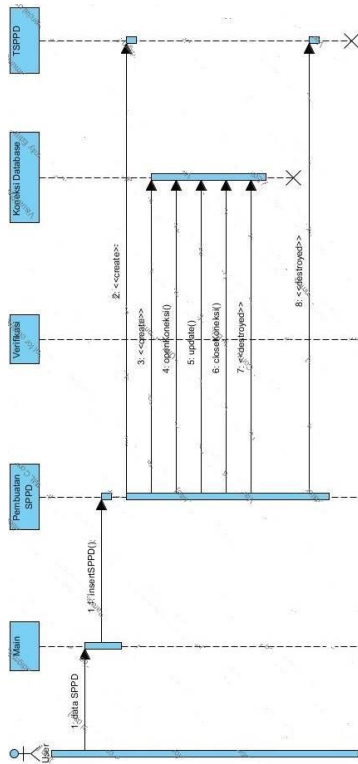 User
Main
Pembuatan
SPPD
Verifikasi
Koneksi Database
TSPPD
1: data SPPD
1.1: insertSPPD()
2: <<create>>
3: <<create>>
4: openKoneksi()
5: update()
6: closeKoneksi()
7: <<destroyed>>
8: <<destroyed>>